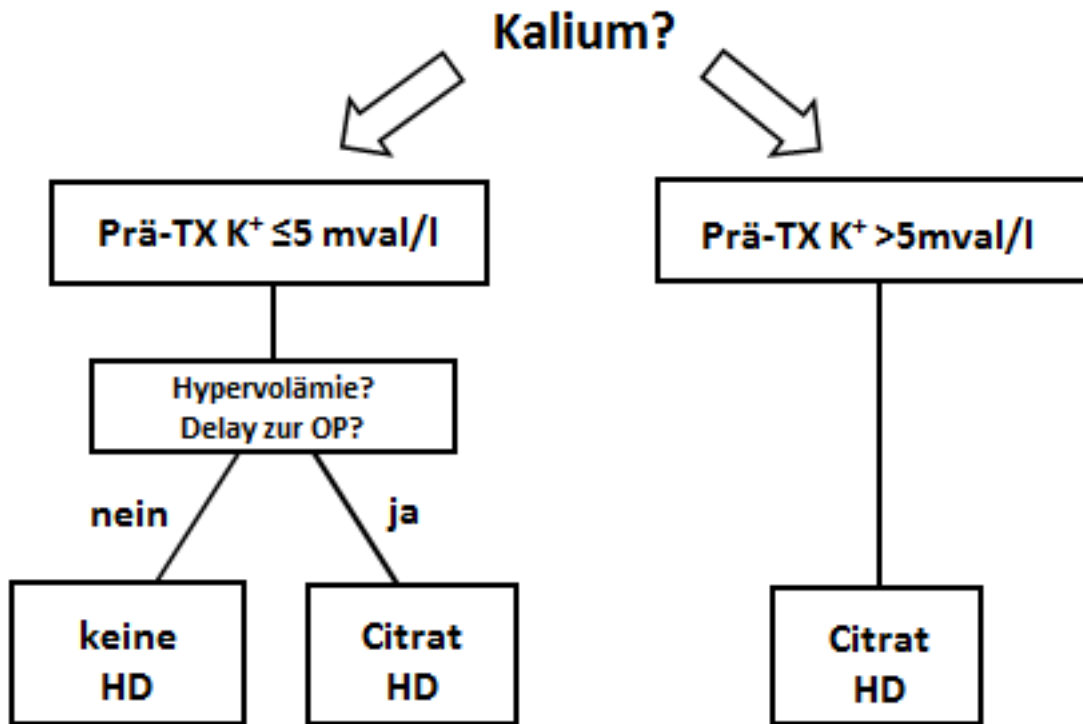 Kalium?
Prä-TX K⁺ ≤5 mval/l
Prä-TX K⁺ >5mval/l
Hypervolämie?
Delay zur OP?
nein
ja
keine
HD
Citrat
HD
Citrat
HD